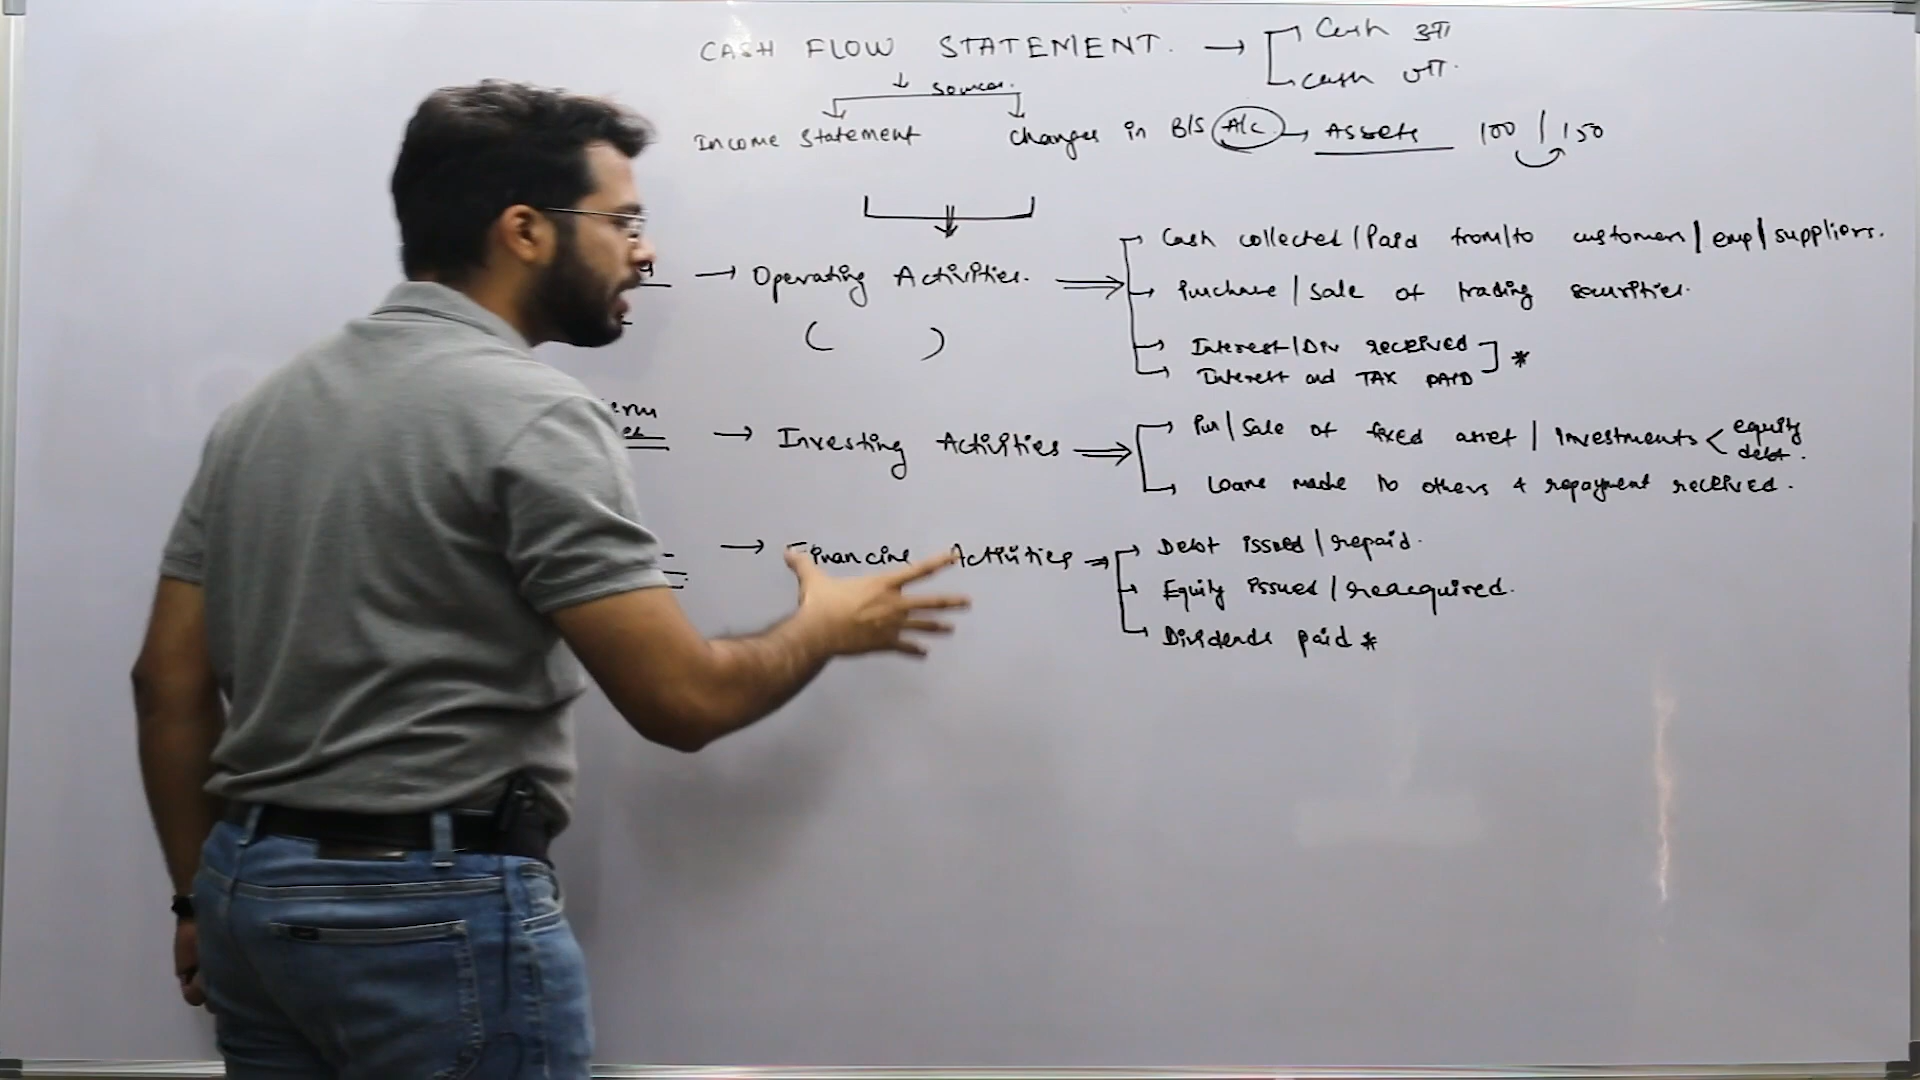 CASH FLOW STATEMENT. → Cash आ
Cash जा.
↓ sources.
Income Statement Changes in B/S A/C → Assets 100 | 150
Cash collected / Paid from/to customers / emp / suppliers.
→ Operating Activities. ⇒
Purchase / Sale of trading securities.
( )
Interest / Div received *
Interest and TAX PAID
erm
→ Investing Activities ⇒ Pur / Sale of fixed asset / Investments < equity
debt.
Loans made to others & repayment received.
→ Financing Activities ⇒ Debt issued / repaid.
Equity issued / reacquired.
Dividends paid *